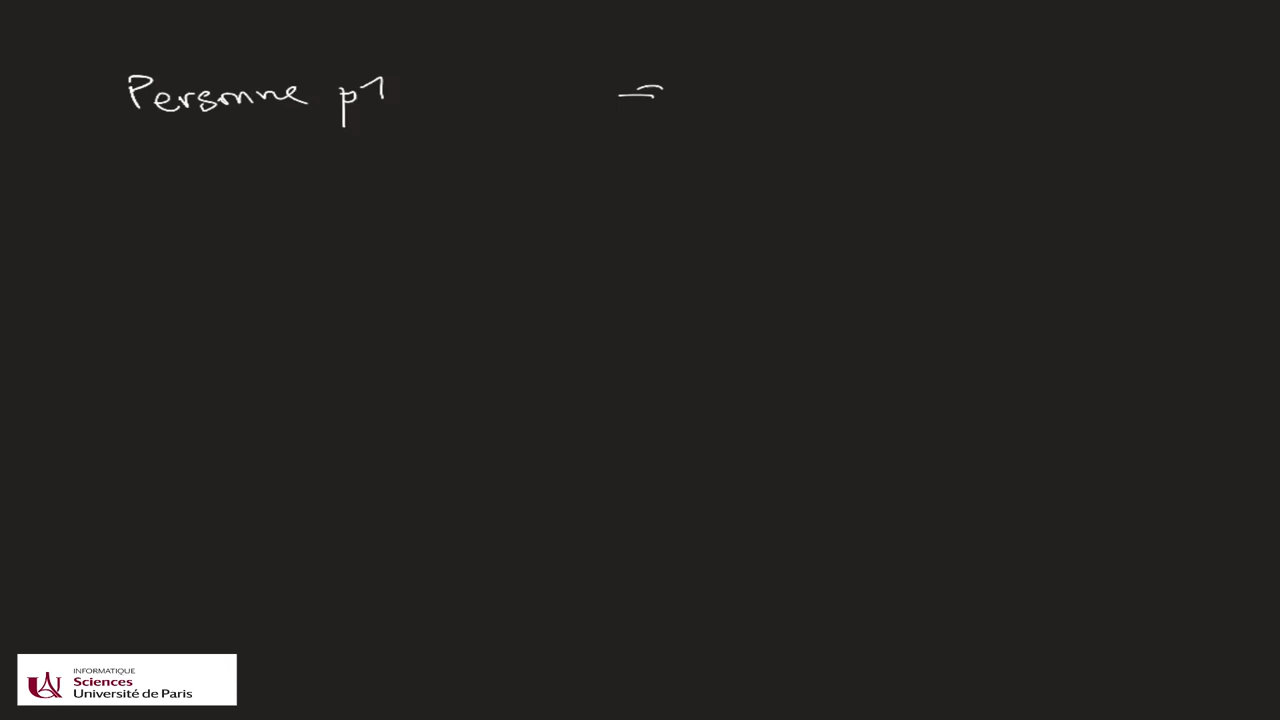 Personne p1 =
INFORMATIQUE
Sciences
Université de Paris